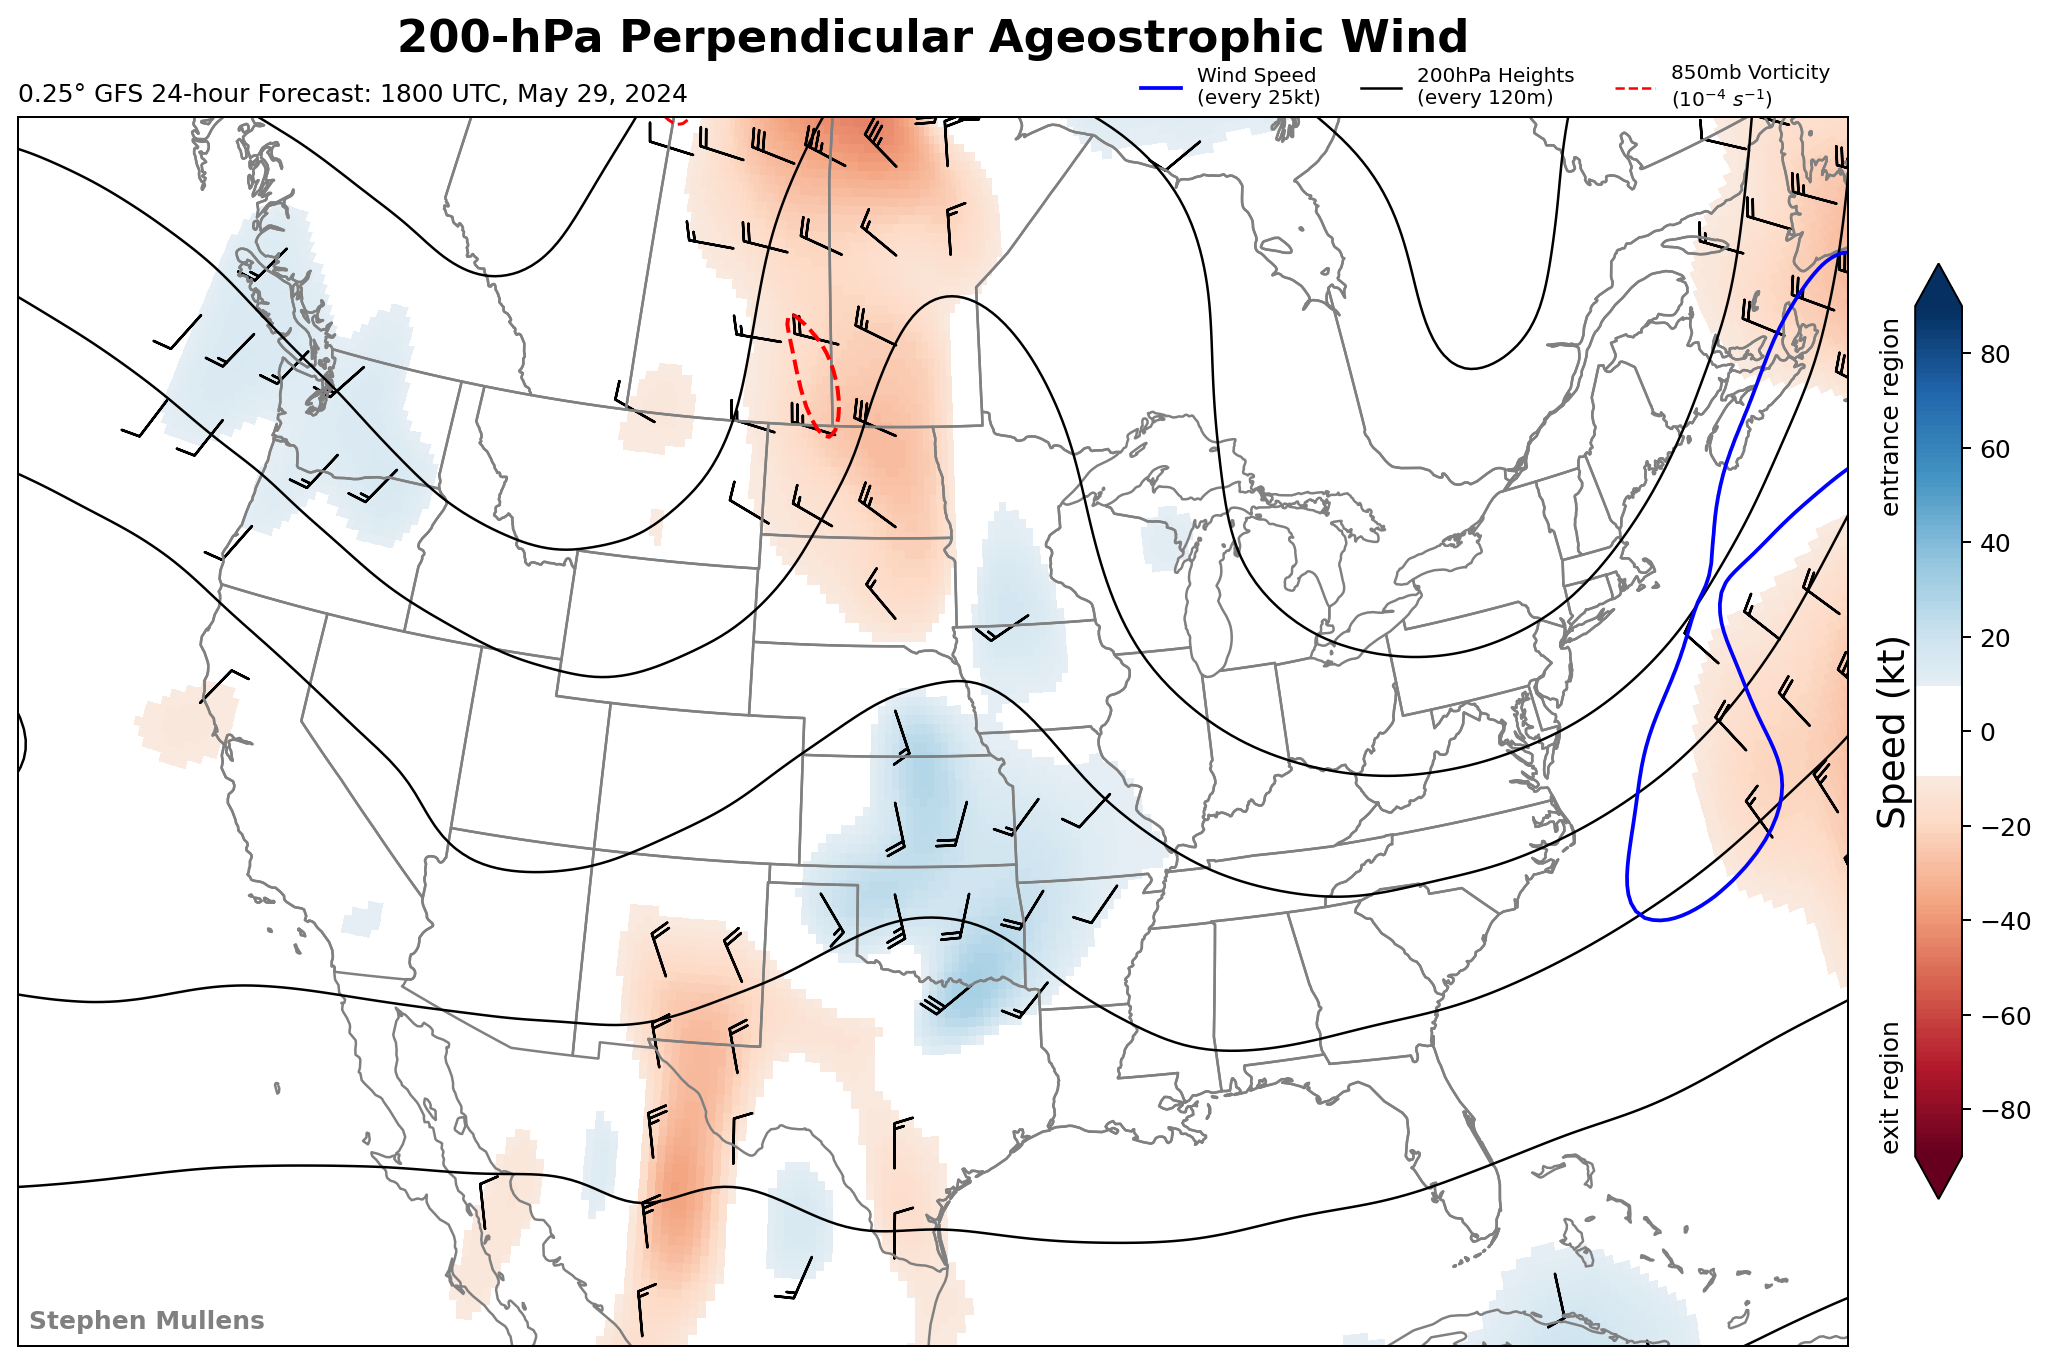 200-hPa Perpendicular Ageostrophic Wind
0.25° GFS 24-hour Forecast: 1800 UTC, May 29, 2024
Wind Speed
(every 25kt)
200hPa Heights
(every 120m)
850mb Vorticity
(10⁻⁴ s⁻¹)
entrance region
Speed (kt)
exit region
80
60
40
20
0
−20
−40
−60
−80
Stephen Mullens